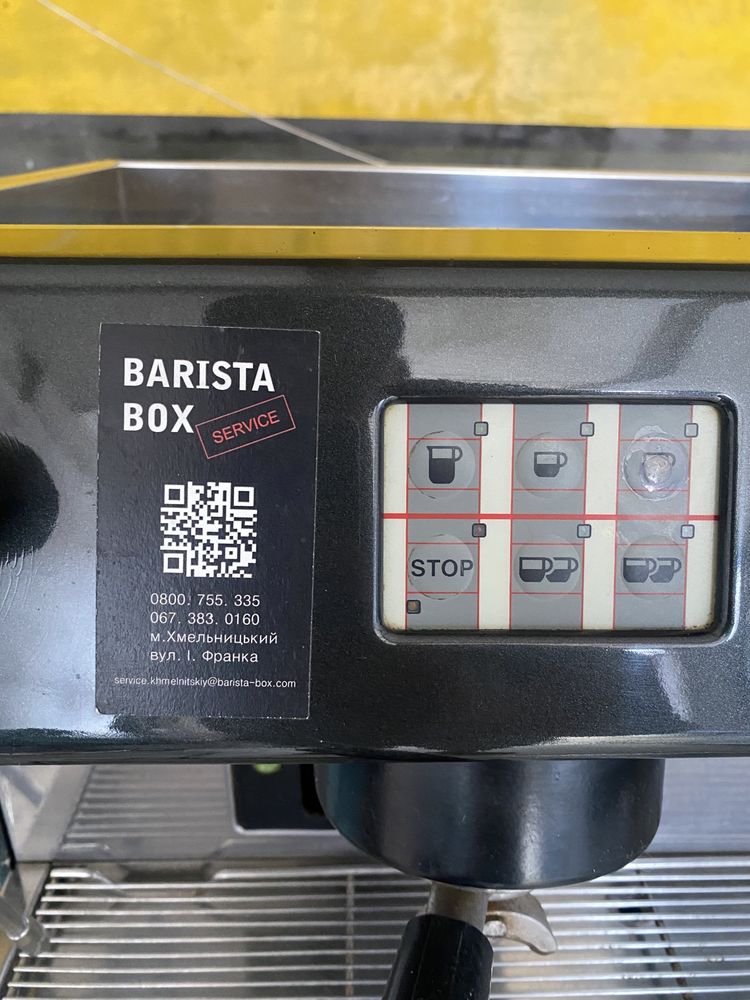 BARISTA
BOX
SERVICE
0800. 755. 335
067. 383. 0160
м.Хмельницький
вул. І. Франка
service.khmelnitskiy@barista-box.com
STOP